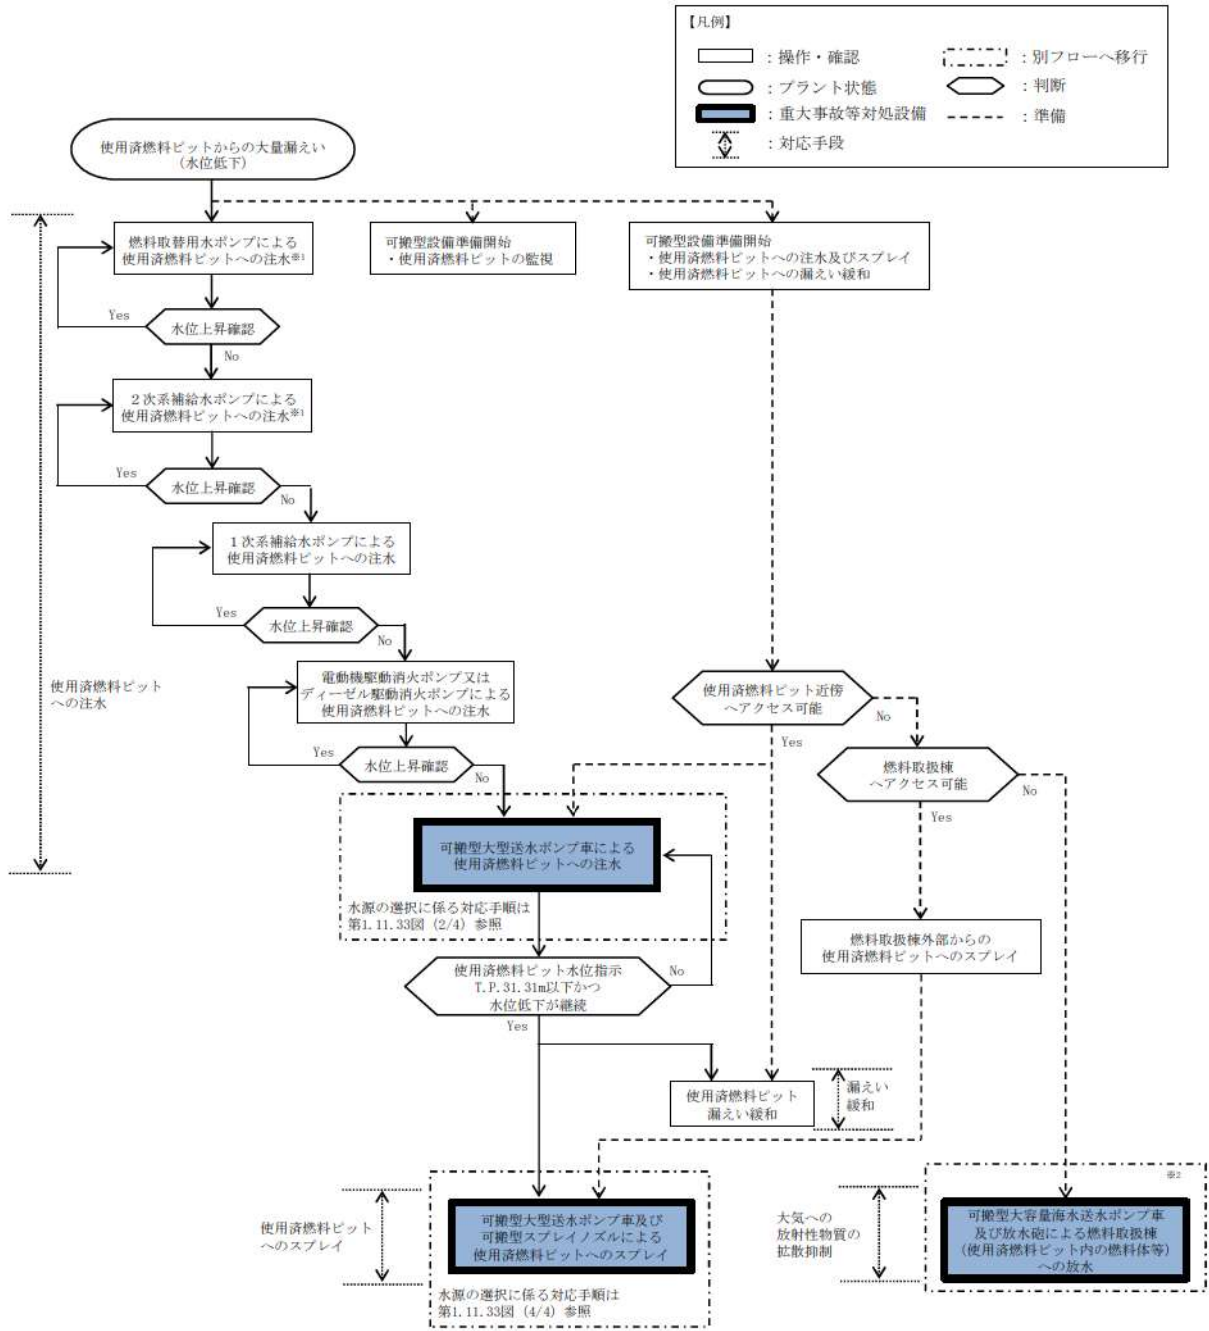 【凡例】
：操作・確認
：別フローへ移行
：プラント状態
：判断
：重大事故等対処設備
：準備
：対応手段
使用済燃料ピットからの大量漏えい
（水位低下）
燃料取替用水ポンプによる
使用済燃料ピットへの注水※1
可搬型設備準備開始
・使用済燃料ピットの監視
可搬型設備準備開始
・使用済燃料ピットへの注水及びスプレイ
・使用済燃料ピットへの漏えい緩和
Yes
水位上昇確認
No
２次系補給水ポンプによる
使用済燃料ピットへの注水※1
Yes
水位上昇確認
No
１次系補給水ポンプによる
使用済燃料ピットへの注水
Yes
水位上昇確認
No
使用済燃料ピット
への注水
電動機駆動消火ポンプ又は
ディーゼル駆動消火ポンプによる
使用済燃料ピットへの注水
使用済燃料ピット近傍
へアクセス可能
No
Yes
Yes
水位上昇確認
No
燃料取扱棟
へアクセス可能
No
Yes
可搬型大型送水ポンプ車による
使用済燃料ピットへの注水
水源の選択に係る対応手順は
第1.11.33図（2/4）参照
燃料取扱棟外部からの
使用済燃料ピットへのスプレイ
使用済燃料ピット水位指示
T.P.31.31m以下かつ
水位低下が継続
No
Yes
使用済燃料ピット
漏えい緩和
漏えい
緩和
使用済燃料ピット
へのスプレイ
可搬型大型送水ポンプ車及び
可搬型スプレイノズルによる
使用済燃料ピットへのスプレイ
水源の選択に係る対応手順は
第1.11.33図（4/4）参照
大気への
放射性物質の
拡散抑制
※2
可搬型大容量海水送水ポンプ車
及び放水砲による燃料取扱棟
（使用済燃料ピット内の燃料体等）
への放水